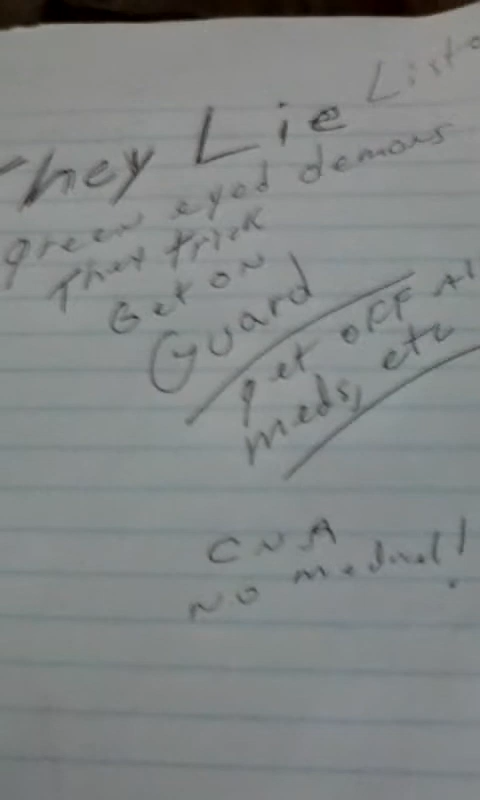 They Lie
green eyed demons
They trick
Get on
Guard
get off
meds, etc
CNA
NO medical!